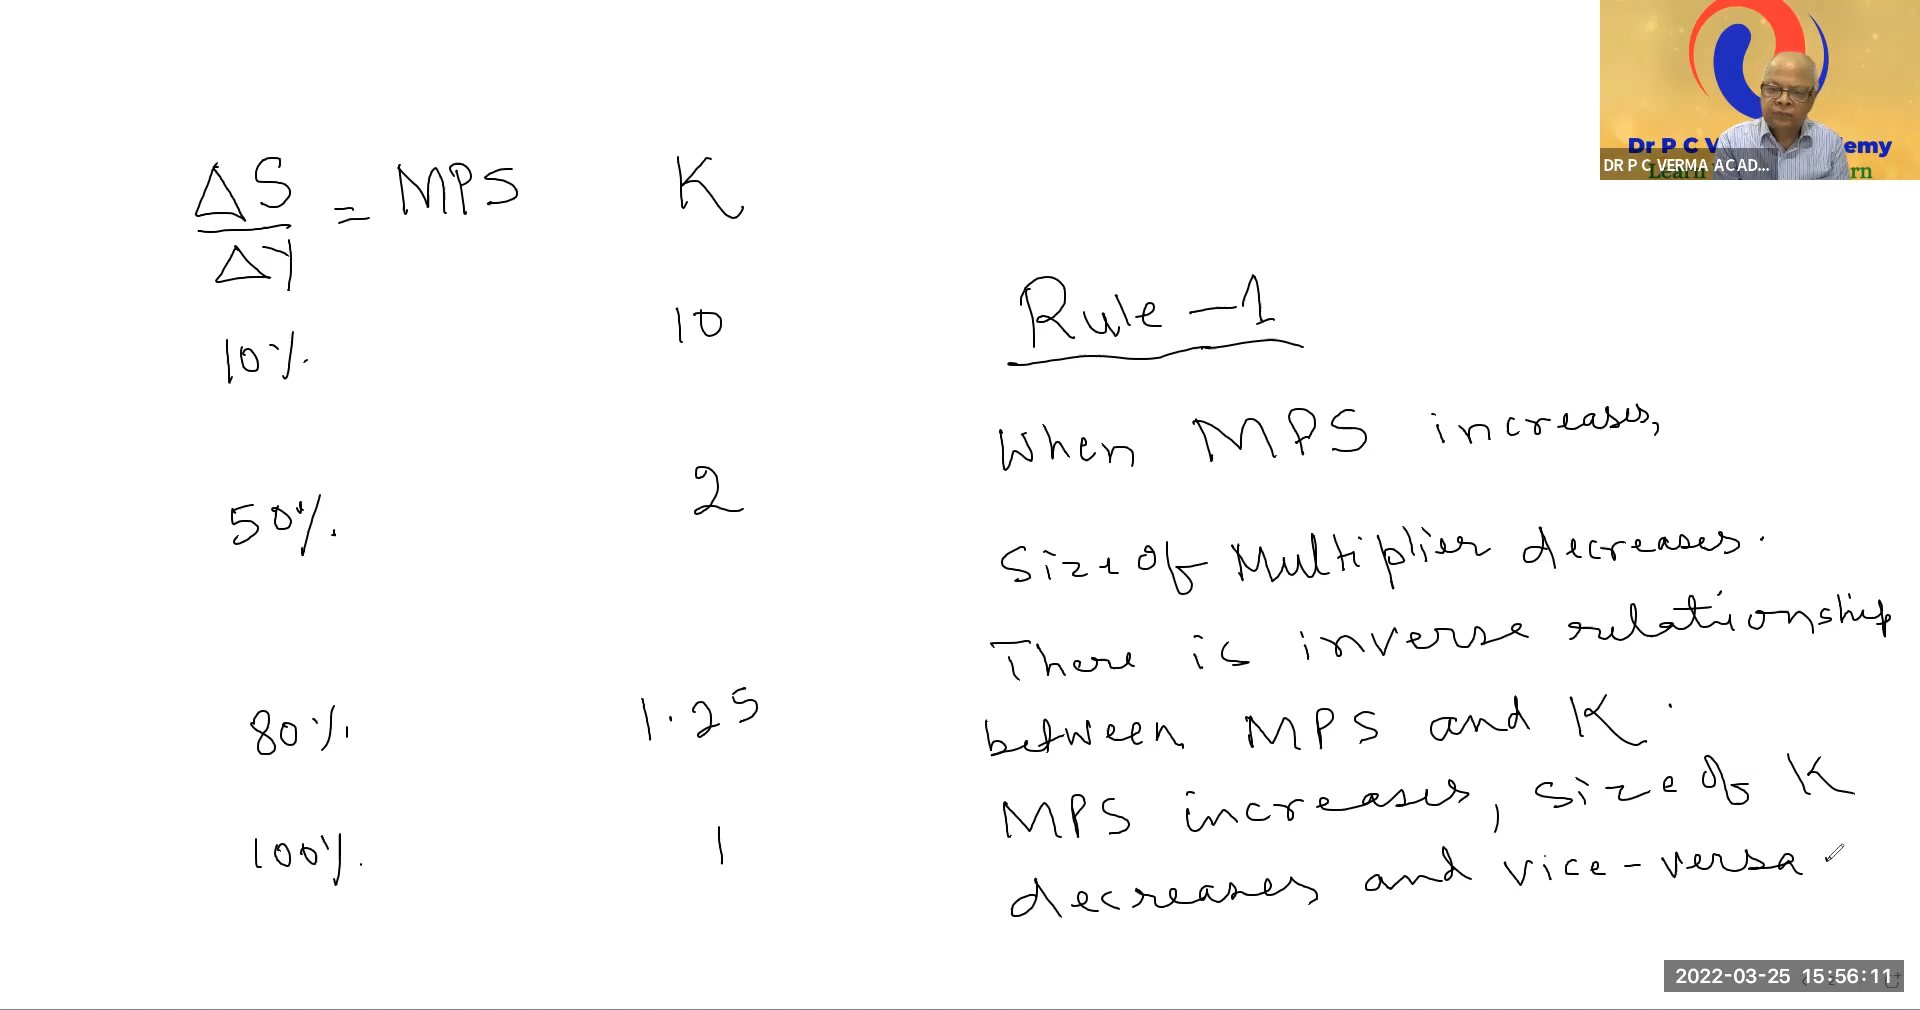 ΔS/ΔY = MPS K
10% 10
50% 2
80% 1.25
100% 1
Rule - 1
When MPS increases,
Size of Multiplier decreases.
There is inverse relationship
between MPS and K.
MPS increases, size of K
decreases and vice-versa
Dr P C V emy
DR P C VERMA ACAD...
Learn rn
2022-03-25 15:56:11